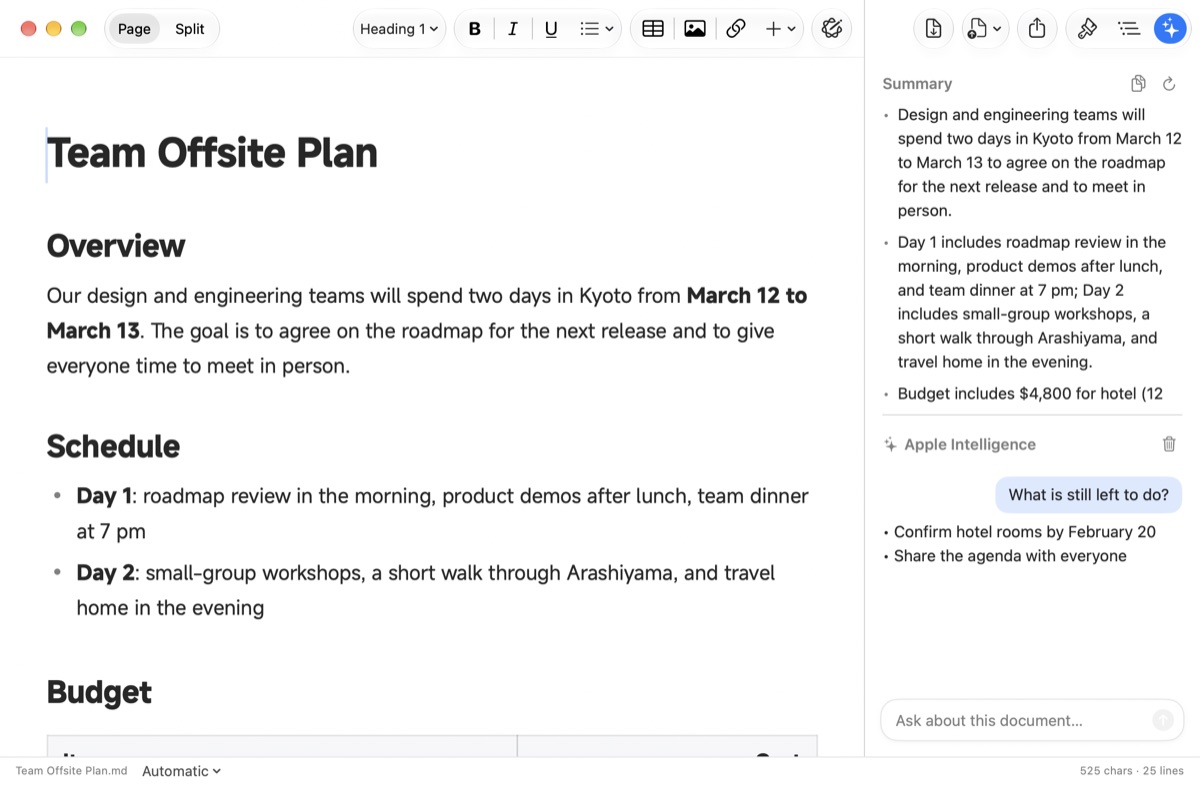 Page Split Heading 1 B I U
Team Offsite Plan
Overview
Our design and engineering teams will spend two days in Kyoto from March 12 to
March 13. The goal is to agree on the roadmap for the next release and to give
everyone time to meet in person.
Schedule
• Day 1: roadmap review in the morning, product demos after lunch, team dinner
at 7 pm
• Day 2: small-group workshops, a short walk through Arashiyama, and travel
home in the evening
Budget
Summary
• Design and engineering teams will
spend two days in Kyoto from March 12
to March 13 to agree on the roadmap
for the next release and to meet in
person.
• Day 1 includes roadmap review in the
morning, product demos after lunch,
and team dinner at 7 pm; Day 2
includes small-group workshops, a
short walk through Arashiyama, and
travel home in the evening.
• Budget includes $4,800 for hotel (12
Apple Intelligence
What is still left to do?
• Confirm hotel rooms by February 20
• Share the agenda with everyone
Ask about this document...
Team Offsite Plan.md Automatic
525 chars · 25 lines